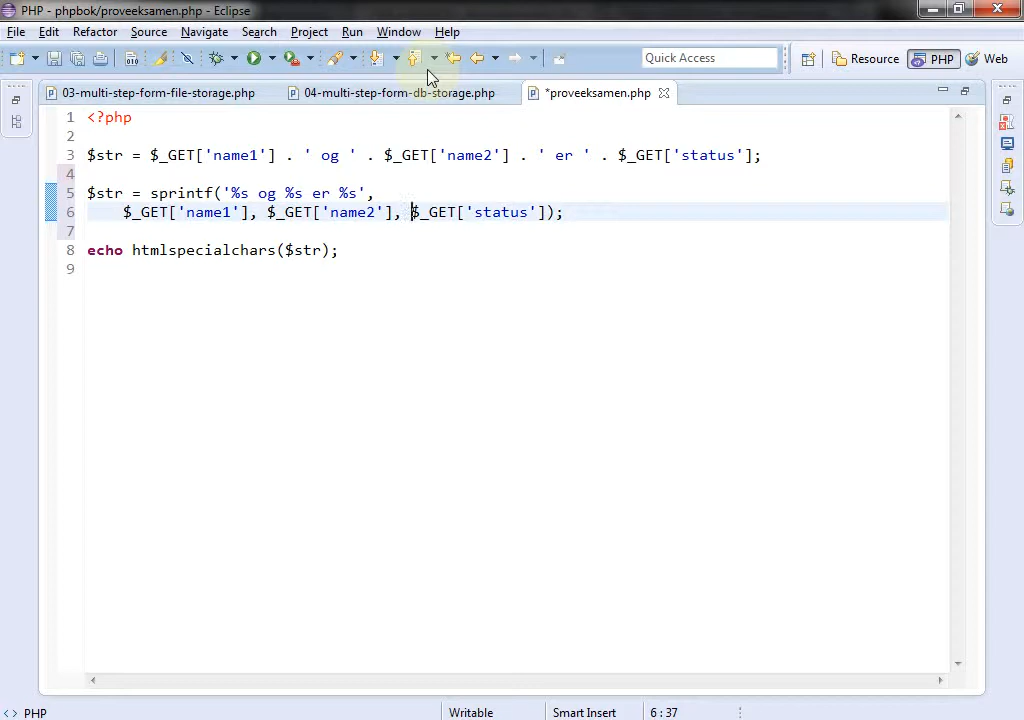 PHP - phpbok/proveeksamen.php - Eclipse
File Edit Refactor Source Navigate Search Project Run Window Help
Quick Access Resource PHP Web
03-multi-step-form-file-storage.php 04-multi-step-form-db-storage.php *proveeksamen.php
1 <?php
2
3 $str = $_GET['name1'] . ' og ' . $_GET['name2'] . ' er ' . $_GET['status'];
4
5 $str = sprintf('%s og %s er %s',
6 $_GET['name1'], $_GET['name2'], $_GET['status']);
7
8 echo htmlspecialchars($str);
9
<> PHP Writable Smart Insert 6 : 37